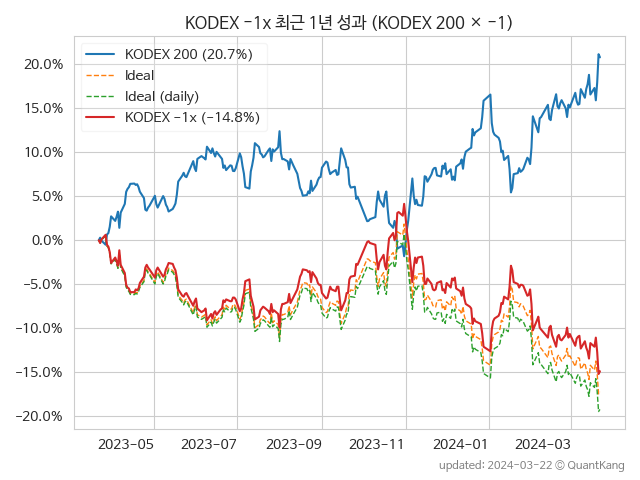 KODEX −1x 최근 1년 성과 (KODEX 200 × −1)
KODEX 200 (20.7%)
Ideal
Ideal (daily)
KODEX −1x (−14.8%)
20.0%
15.0%
10.0%
5.0%
0.0%
−5.0%
−10.0%
−15.0%
−20.0%
2023-05 2023-07 2023-09 2023-11 2024-01 2024-03
updated: 2024-03-22 © QuantKang